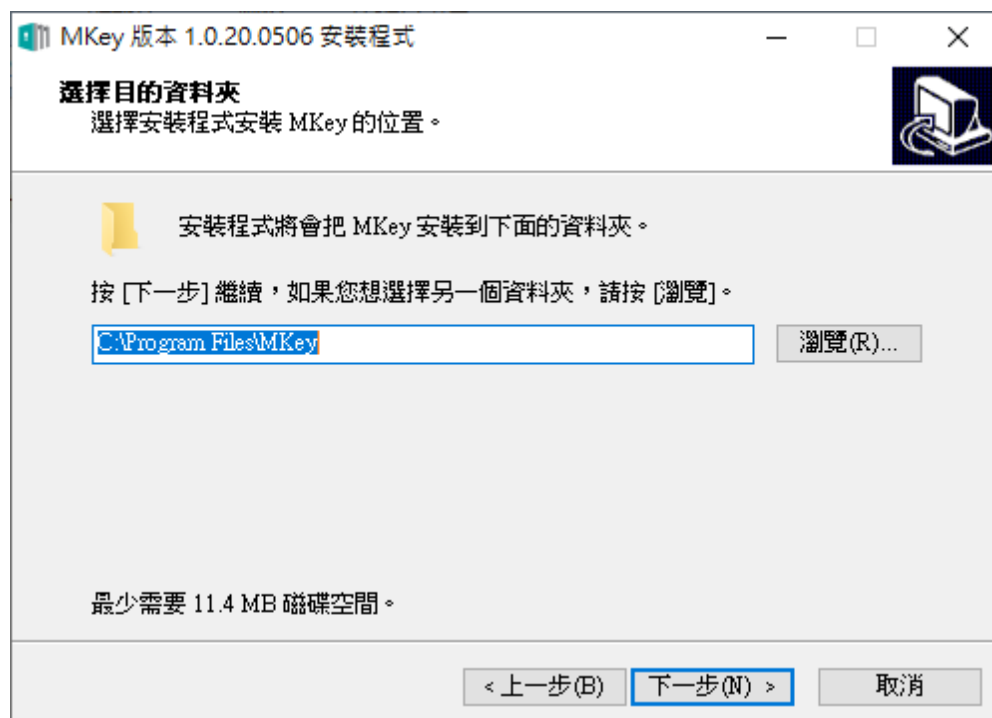 MKey 版本 1.0.20.0506 安裝程式
選擇目的資料夾
選擇安裝程式安裝 MKey 的位置。
安裝程式將會把 MKey 安裝到下面的資料夾。
按 [下一步] 繼續，如果您想選擇另一個資料夾，請按 [瀏覽]。
C:\Program Files\MKey
瀏覽(R)...
最少需要 11.4 MB 磁碟空間。
< 上一步(B) 下一步(N) > 取消